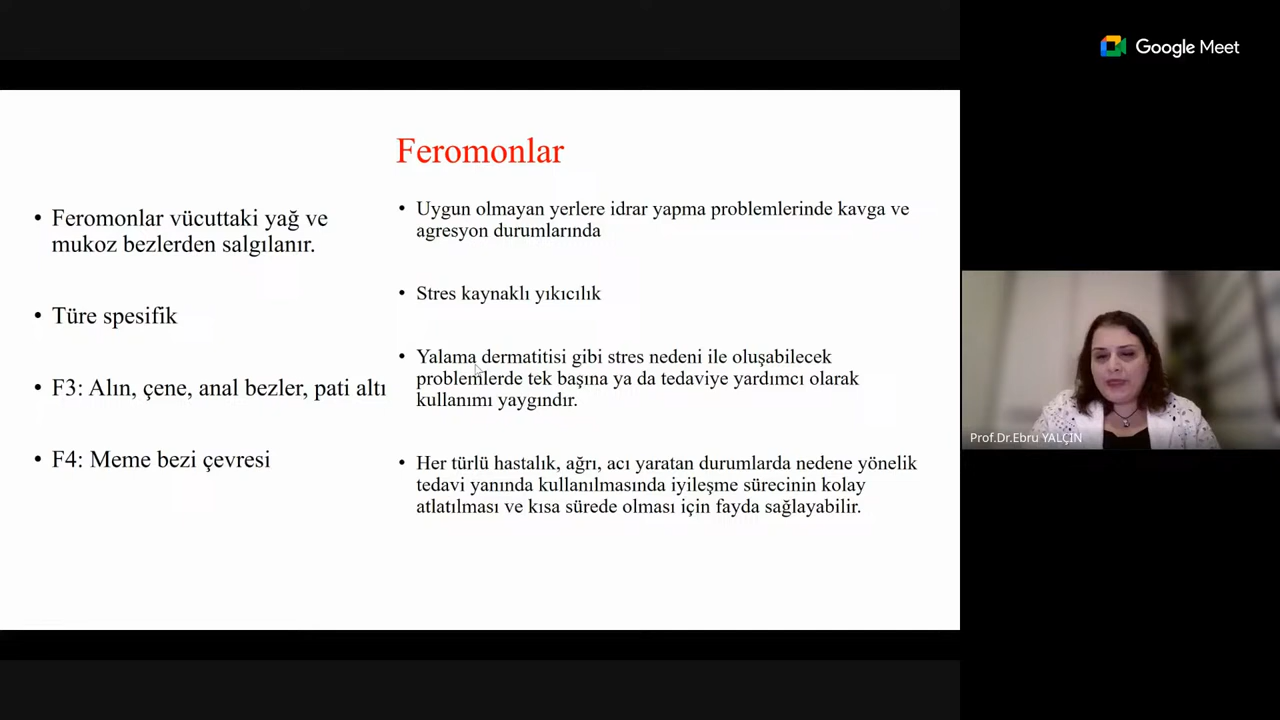 Google Meet
Feromonlar
• Feromonlar vücuttaki yağ ve
mukoz bezlerden salgılanır.
• Türe spesifik
• F3: Alın, çene, anal bezler, pati altı
• F4: Meme bezi çevresi
• Uygun olmayan yerlere idrar yapma problemlerinde kavga ve
agresyon durumlarında
• Stres kaynaklı yıkıcılık
• Yalama dermatitisi gibi stres nedeni ile oluşabilecek
problemlerde tek başına ya da tedaviye yardımcı olarak
kullanımı yaygındır.
• Her türlü hastalık, ağrı, acı yaratan durumlarda nedene yönelik
tedavi yanında kullanılmasında iyileşme sürecinin kolay
atlatılması ve kısa sürede olması için fayda sağlayabilir.
Prof.Dr.Ebru YALÇIN